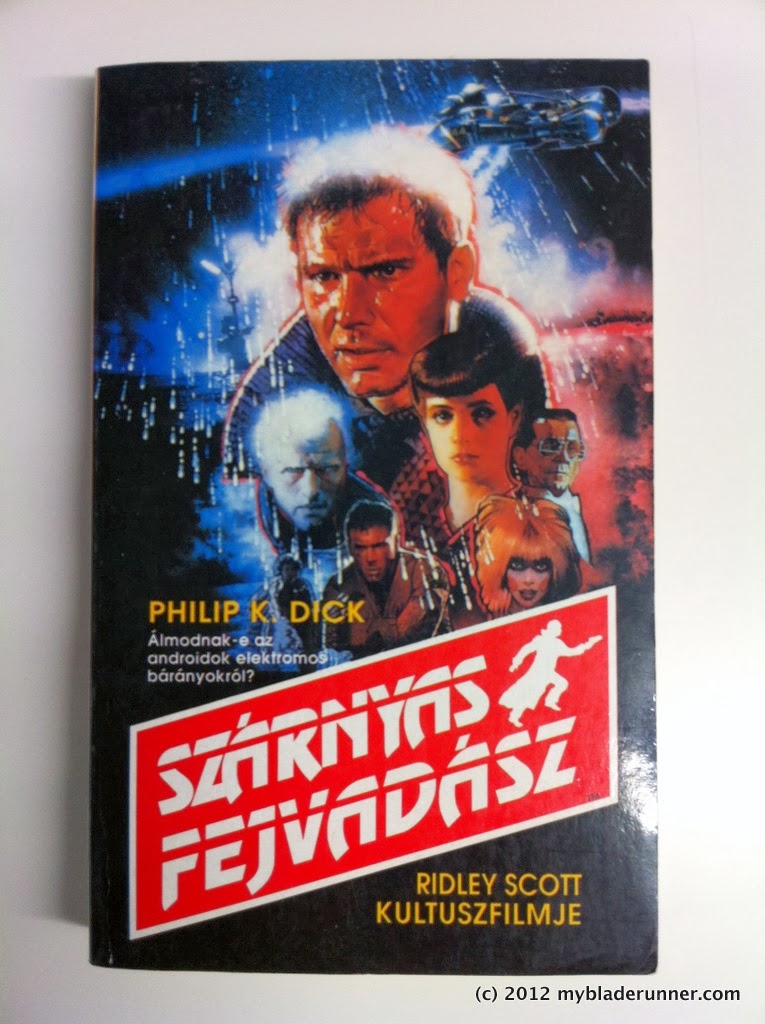 PHILIP K. DICK
Álmodnak-e az
androidok elektromos
bárányokról?
SZÁRNYAS
FEJVADÁSZ
RIDLEY SCOTT
KULTUSZFILMJE
(c) 2012 mybladerunner.com